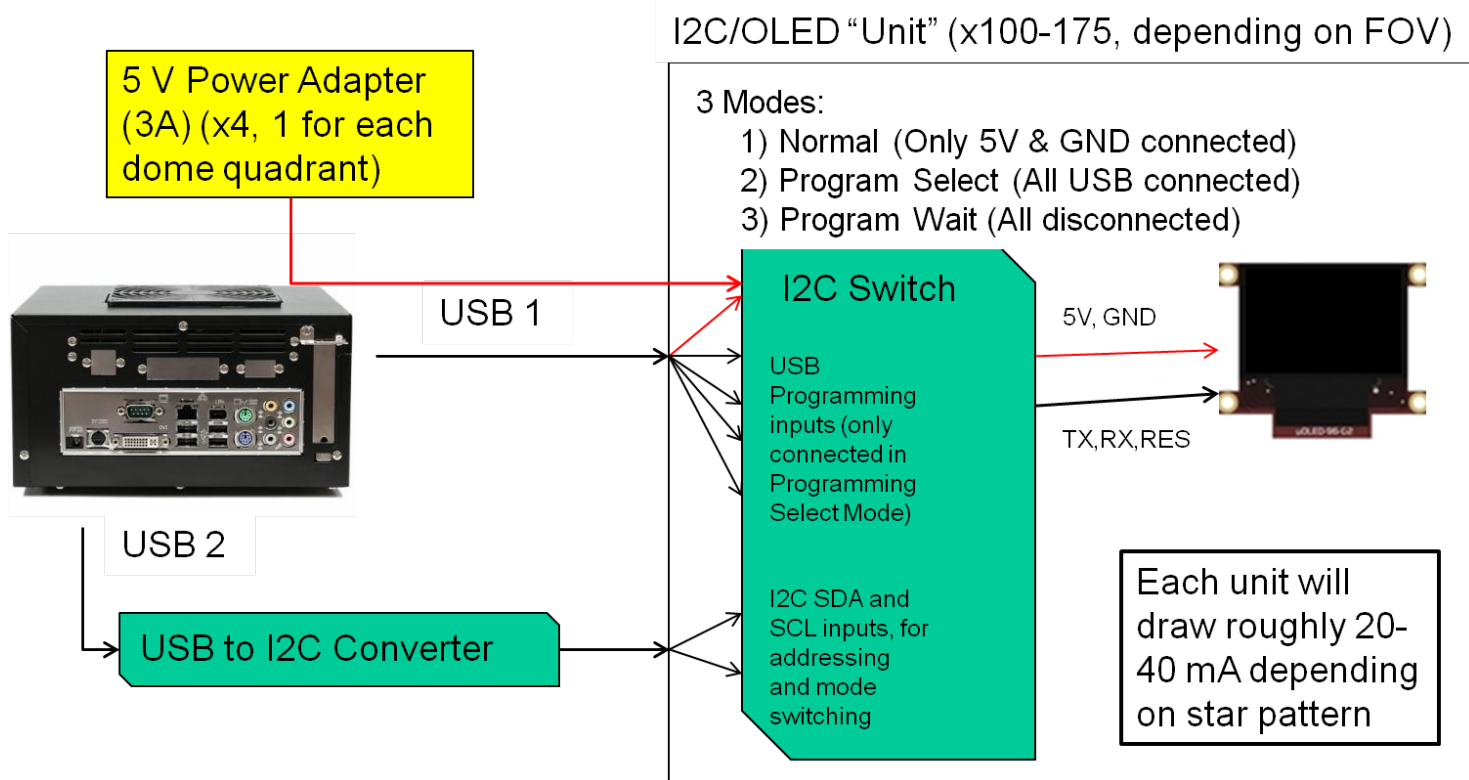 I2C/OLED “Unit” (x100-175, depending on FOV)
5 V Power Adapter
(3A) (x4, 1 for each
dome quadrant)
3 Modes:
1) Normal (Only 5V & GND connected)
2) Program Select (All USB connected)
3) Program Wait (All disconnected)
USB 1
I2C Switch
5V, GND
USB
Programming
inputs (only
connected in
Programming
Select Mode)
TX,RX,RES
µOLED-96-G2
USB 2
USB to I2C Converter
I2C SDA and
SCL inputs, for
addressing
and mode
switching
Each unit will
draw roughly 20-
40 mA depending
on star pattern